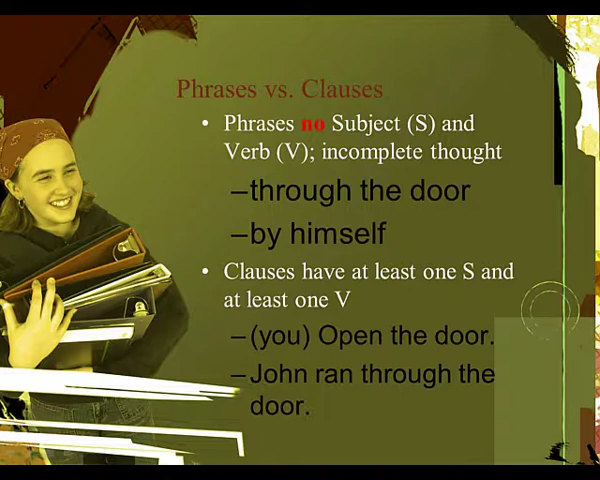 Phrases vs. Clauses
• Phrases no Subject (S) and
Verb (V); incomplete thought
–through the door
–by himself
• Clauses have at least one S and
at least one V
–(you) Open the door.
–John ran through the
door.